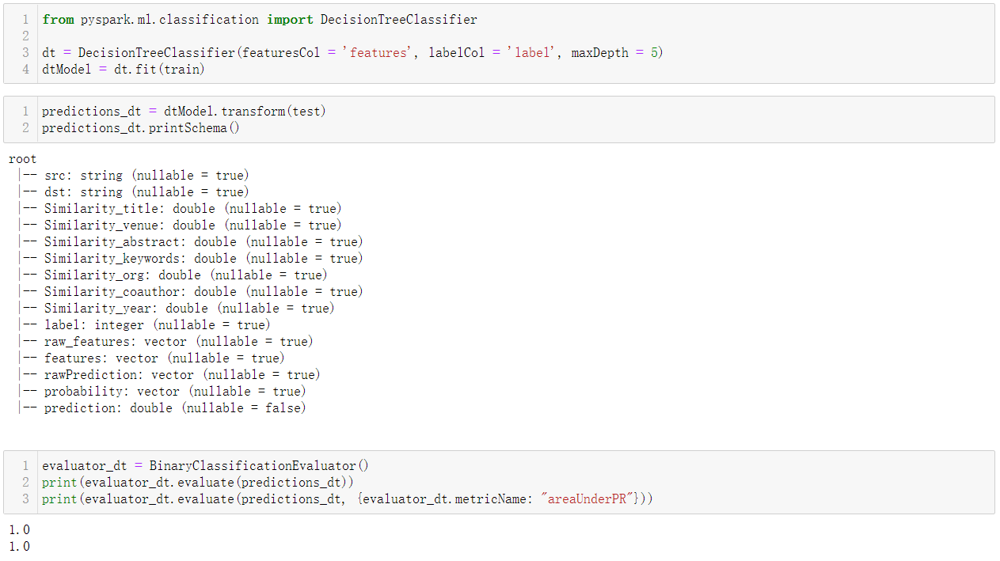 1 from pyspark.ml.classification import DecisionTreeClassifier
2
3 dt = DecisionTreeClassifier(featuresCol = 'features', labelCol = 'label', maxDepth = 5)
4 dtModel = dt.fit(train)
1 predictions_dt = dtModel.transform(test)
2 predictions_dt.printSchema()
root
 |-- src: string (nullable = true)
 |-- dst: string (nullable = true)
 |-- Similarity_title: double (nullable = true)
 |-- Similarity_venue: double (nullable = true)
 |-- Similarity_abstract: double (nullable = true)
 |-- Similarity_keywords: double (nullable = true)
 |-- Similarity_org: double (nullable = true)
 |-- Similarity_coauthor: double (nullable = true)
 |-- Similarity_year: double (nullable = true)
 |-- label: integer (nullable = true)
 |-- raw_features: vector (nullable = true)
 |-- features: vector (nullable = true)
 |-- rawPrediction: vector (nullable = true)
 |-- probability: vector (nullable = true)
 |-- prediction: double (nullable = false)
1 evaluator_dt = BinaryClassificationEvaluator()
2 print(evaluator_dt.evaluate(predictions_dt))
3 print(evaluator_dt.evaluate(predictions_dt, {evaluator_dt.metricName: "areaUnderPR"}))
1.0
1.0